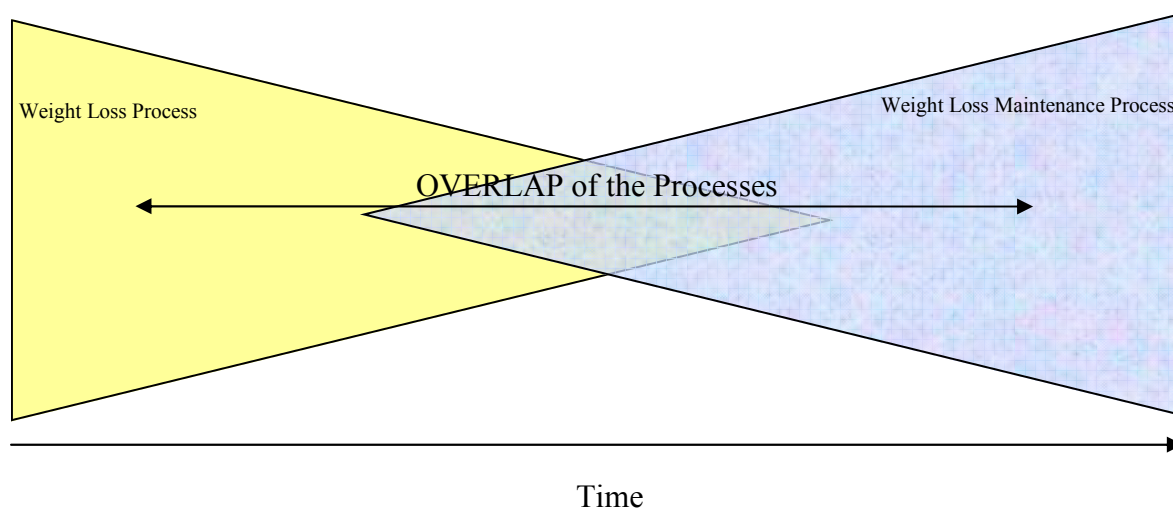 Weight Loss Process
Weight Loss Maintenance Process
OVERLAP of the Processes
Time